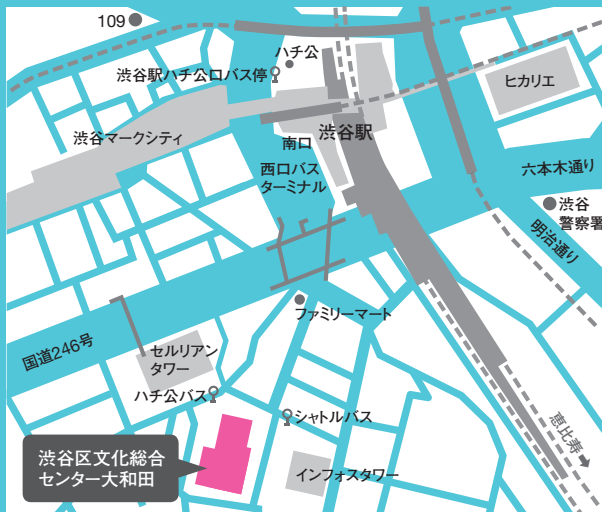 109
ハチ公
渋谷駅ハチ公口バス停
ヒカリエ
渋谷マークシティ
渋谷駅
南口
西口バス
ターミナル
六本木通り
渋谷
警察署
明治通り
ファミリーマート
国道246号
セルリアン
タワー
ハチ公バス
シャトルバス
渋谷区文化総合
センター大和田
インフォスタワー
恵比寿